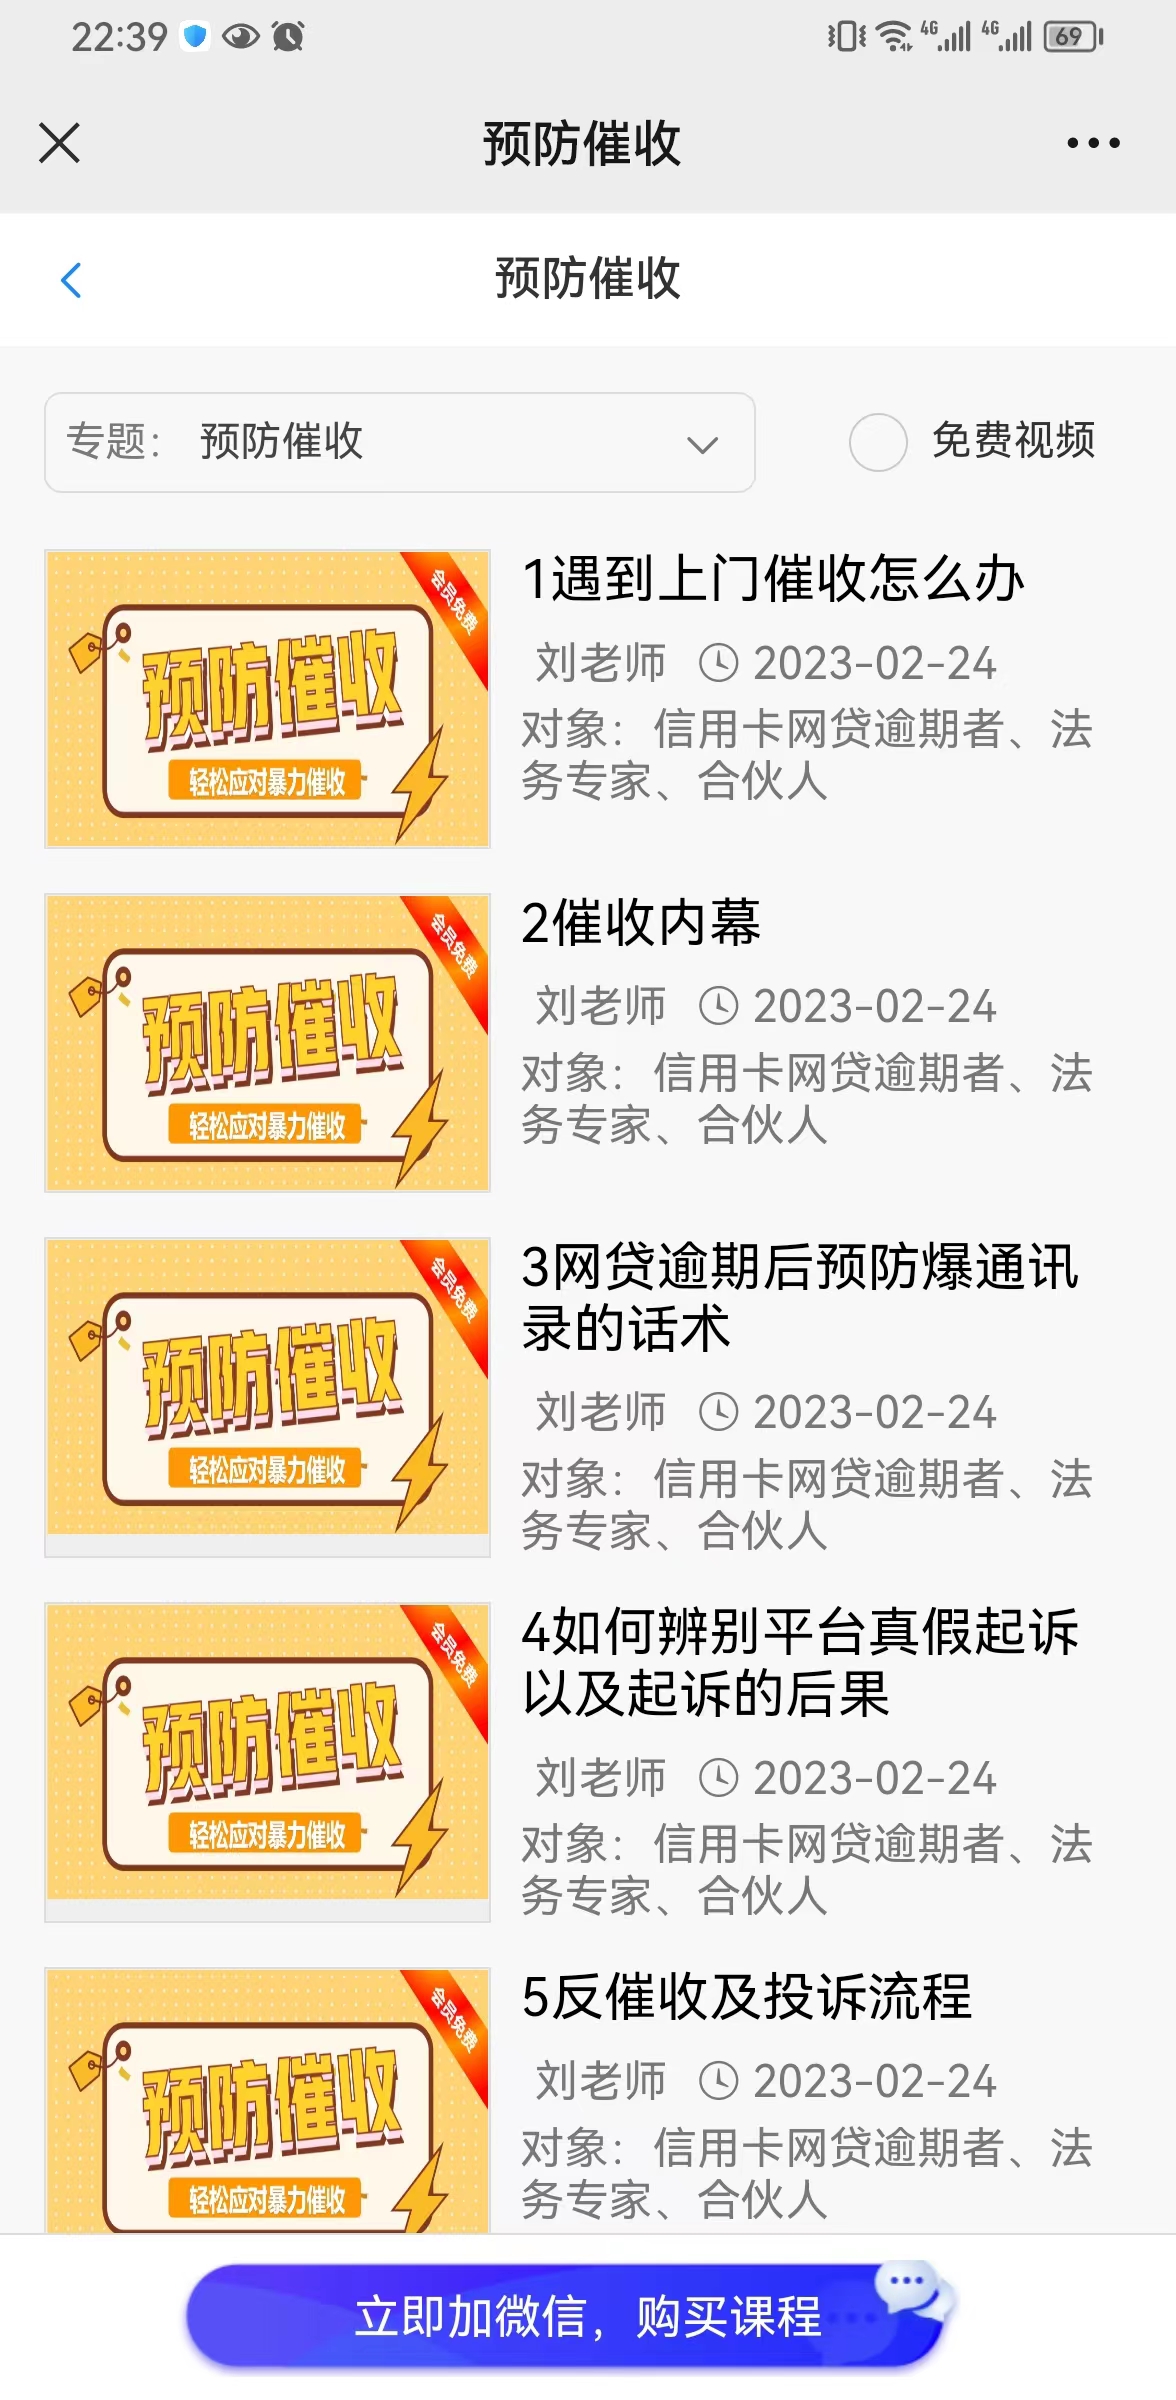 22:39
4G 4G 69
预防催收
预防催收
专题： 预防催收
免费视频
会员免费
预防催收
轻松应对暴力催收
1遇到上门催收怎么办
刘老师 2023-02-24
对象：信用卡网贷逾期者、法
务专家、合伙人
会员免费
预防催收
轻松应对暴力催收
2催收内幕
刘老师 2023-02-24
对象：信用卡网贷逾期者、法
务专家、合伙人
会员免费
预防催收
轻松应对暴力催收
3网贷逾期后预防爆通讯
录的话术
刘老师 2023-02-24
对象：信用卡网贷逾期者、法
务专家、合伙人
会员免费
预防催收
轻松应对暴力催收
4如何辨别平台真假起诉
以及起诉的后果
刘老师 2023-02-24
对象：信用卡网贷逾期者、法
务专家、合伙人
会员免费
预防催收
轻松应对暴力催收
5反催收及投诉流程
刘老师 2023-02-24
对象：信用卡网贷逾期者、法
务专家、合伙人
立即加微信，购买课程